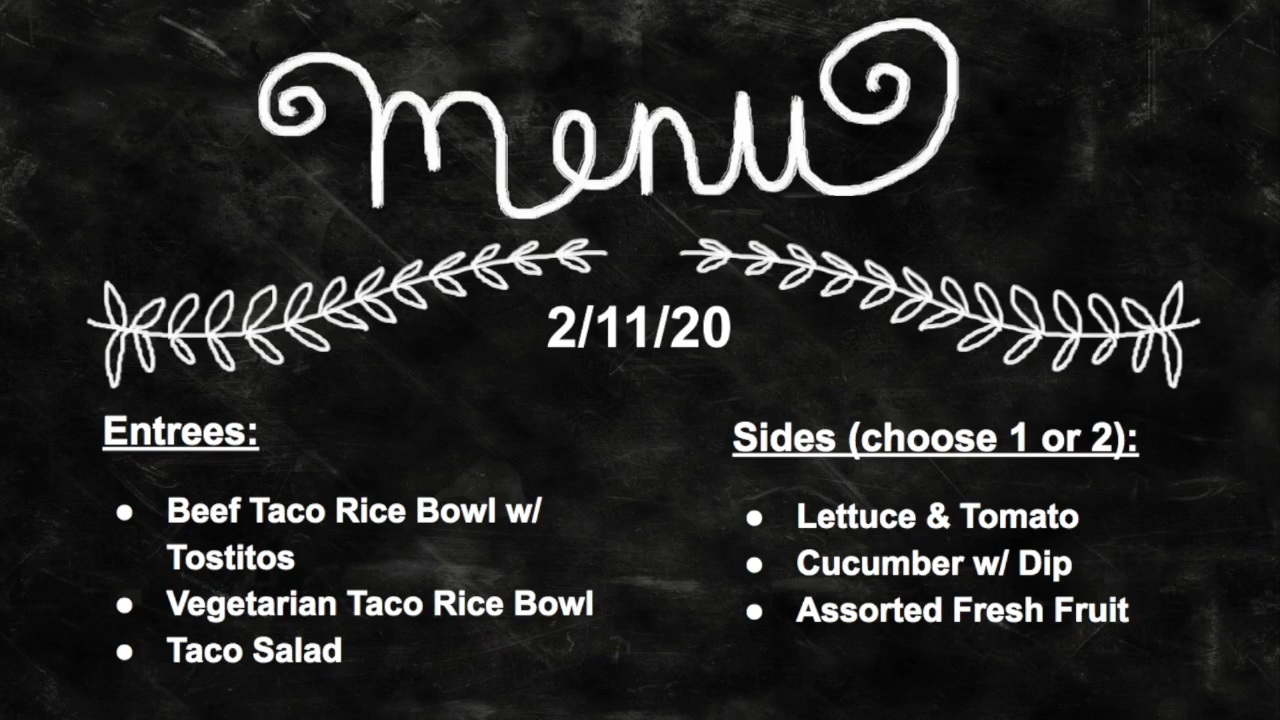 Menu
2/11/20
Entrees:
● Beef Taco Rice Bowl w/
Tostitos
● Vegetarian Taco Rice Bowl
● Taco Salad
Sides (choose 1 or 2):
● Lettuce & Tomato
● Cucumber w/ Dip
● Assorted Fresh Fruit